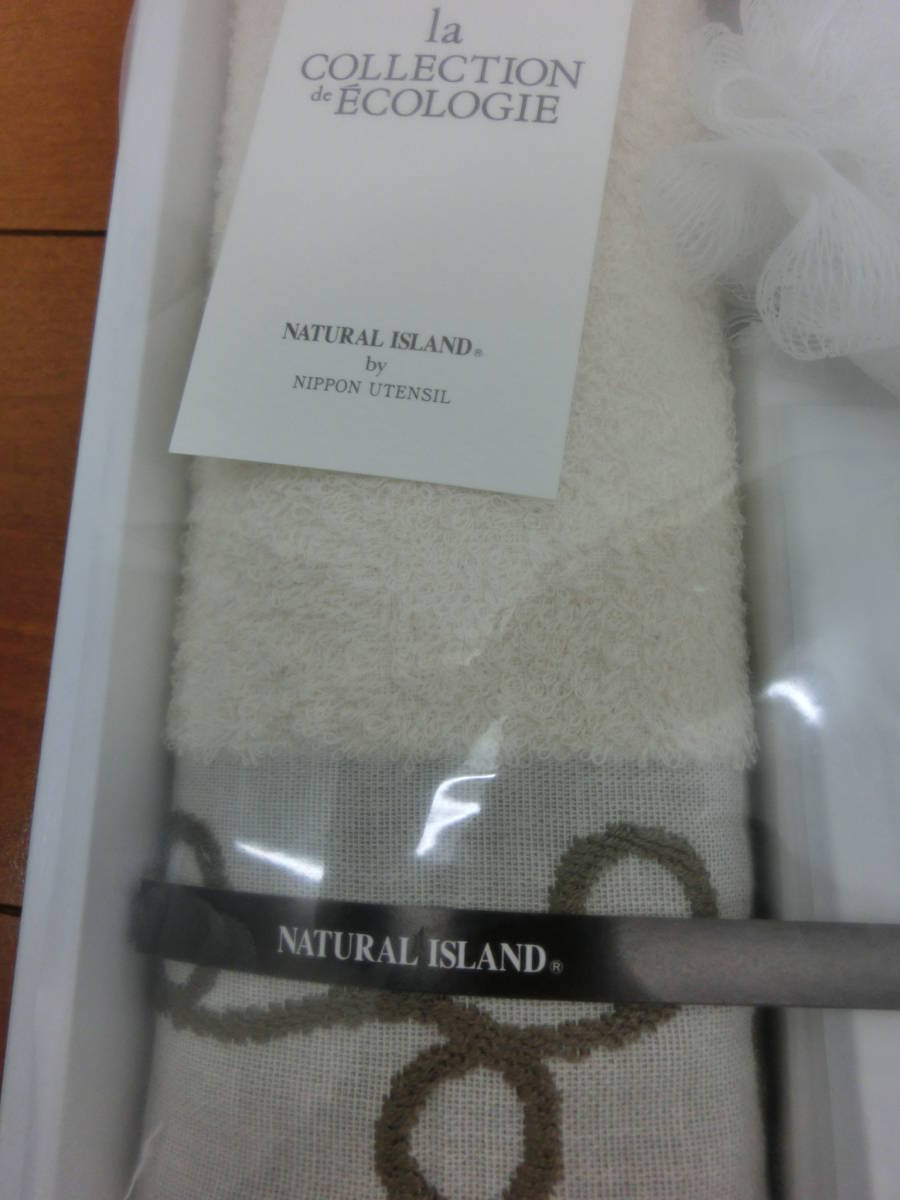 la
COLLECTION
de ÉCOLOGIE
NATURAL ISLAND®
by
NIPPON UTENSIL
NATURAL ISLAND®